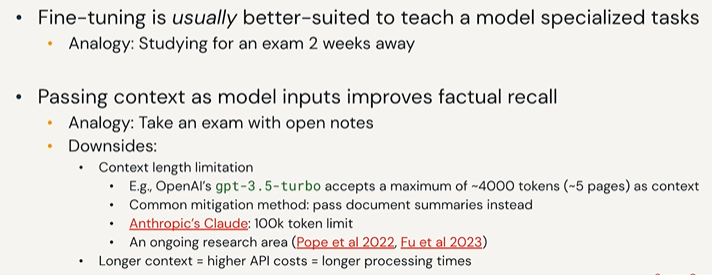 • Fine-tuning is usually better-suited to teach a model specialized tasks
• Analogy: Studying for an exam 2 weeks away
• Passing context as model inputs improves factual recall
• Analogy: Take an exam with open notes
• Downsides:
• Context length limitation
• E.g., OpenAI's gpt-3.5-turbo accepts a maximum of ~4000 tokens (~5 pages) as context
• Common mitigation method: pass document summaries instead
• Anthropic's Claude: 100k token limit
• An ongoing research area (Pope et al 2022, Fu et al 2023)
• Longer context = higher API costs = longer processing times